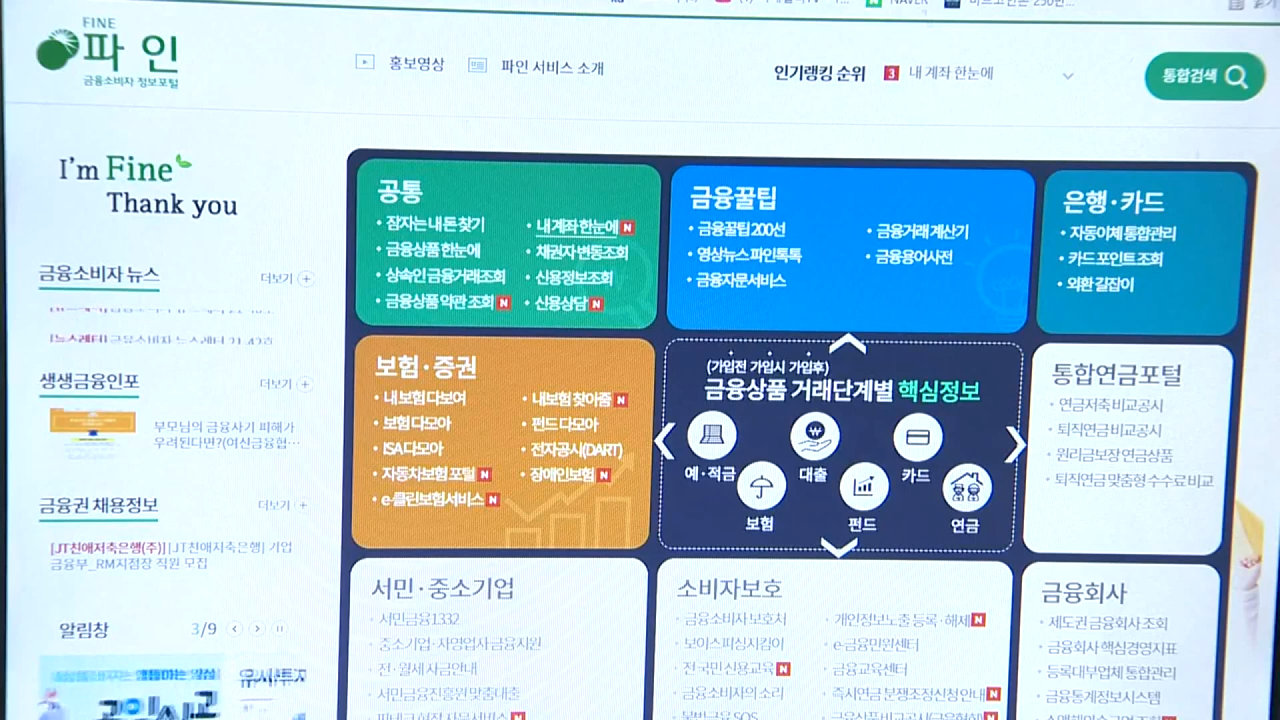 NAVER
FINE
파인
금융소비자 정보포털
홍보영상
파인 서비스 소개
인기랭킹 순위
3 내 계좌 한눈에
통합검색
I'm Fine
Thank you
금융소비자 뉴스
더보기 +
생생금융인포
더보기 +
부모님의 금융사기 피해가
우려된다면?(여신금융협…
금융권 채용정보
더보기 +
[JT친애저축은행(주)] [JT친애저축은행] 기업
금융부_RM지점장 직원 모집
알림창
3/9
공통
• 잠자는 내 돈 찾기
• 금융상품 한눈에
• 상속인 금융거래조회
• 금융상품 약관 조회 N
• 내 계좌 한눈에 N
• 채권자 변동조회
• 신용정보조회
• 신용상담 N
금융꿀팁
• 금융꿀팁 200선
• 영상뉴스 파인톡톡
• 금융자문서비스
• 금융거래 계산기
• 금융용어사전
은행·카드
• 자동이체 통합관리
• 카드 포인트 조회
• 외환 길잡이
보험·증권
• 내 보험 다보여
• 보험 다모아
• ISA 다모아
• 자동차보험 포털 N
• e-클린보험서비스 N
• 내보험 찾아줌 N
• 펀드 다모아
• 전자공시(DART)
• 장애인보험 N
(가입전 가입시 가입후)
금융상품 거래단계별 핵심정보
예·적금
대출
카드
보험
펀드
연금
통합연금포털
• 연금저축 비교공시
• 퇴직연금 비교공시
• 원리금보장 연금상품
• 퇴직연금 맞춤형 수수료 비교
서민·중소기업
• 서민금융 1332
• 중소기업·자영업자 금융지원
• 전·월세 자금안내
• 서민금융진흥원 맞춤대출
소비자보호
• 금융소비자 보호처
• 보이스피싱지킴이
• 전국민 신용교육 N
• 금융소비자의 소리
• 불법금융 SOS
• 개인정보노출 등록·해제 N
• e-금융민원센터
• 금융교육센터
• 즉시연금 분쟁조정신청 안내 N
금융회사
• 제도권 금융회사 조회
• 금융회사 핵심경영지표
• 등록대부업체 통합관리
• 금융통계정보시스템